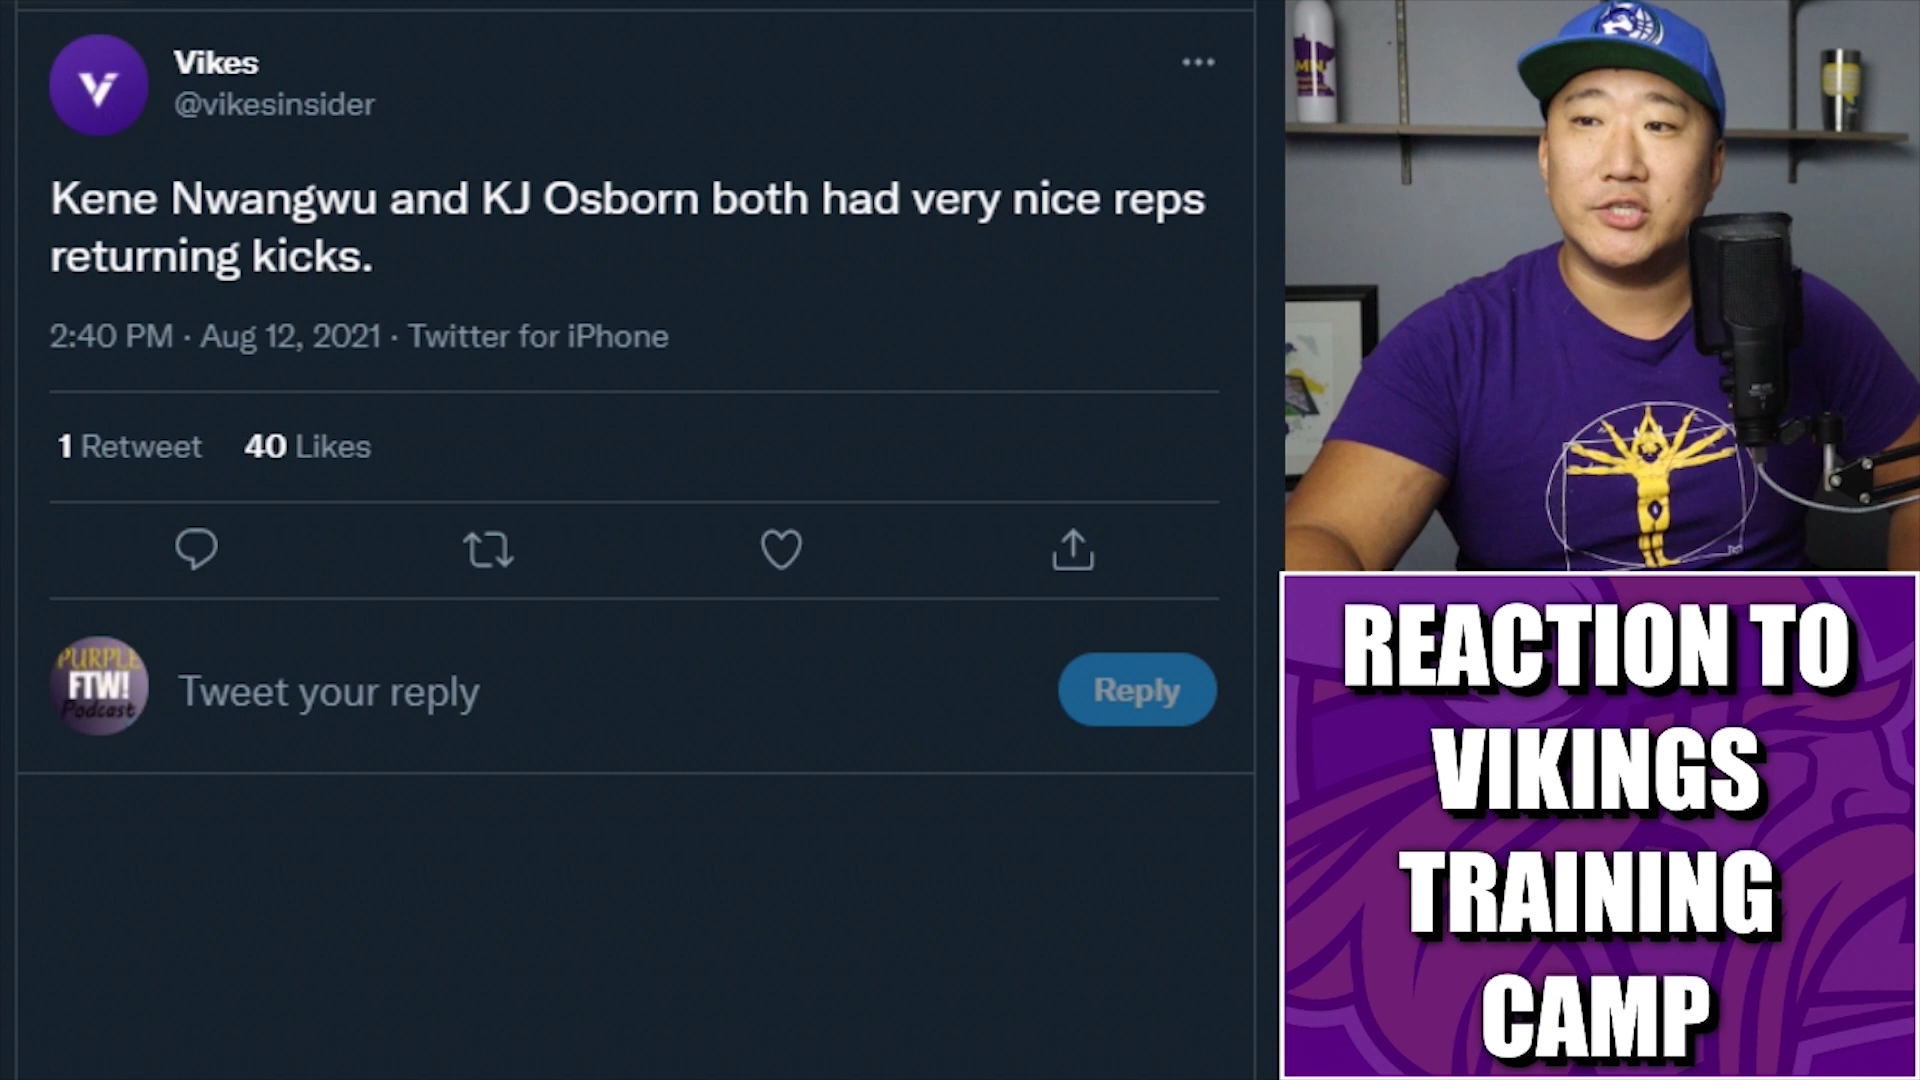 Vikes
@vikesinsider
Kene Nwangwu and KJ Osborn both had very nice reps
returning kicks.
2:40 PM · Aug 12, 2021 · Twitter for iPhone
1 Retweet 40 Likes
PURPLE
FTW!
Podcast
Tweet your reply
Reply
MN
REACTION TO
VIKINGS
TRAINING
CAMP